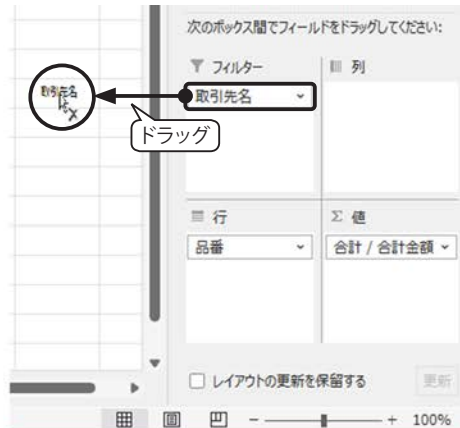 次のボックス間でフィールドをドラッグしてください:
フィルター
列
取引先名
取引先名
ドラッグ
行
Σ 値
品番
合計 / 合計金額
レイアウトの更新を保留する
更新
- + 100%